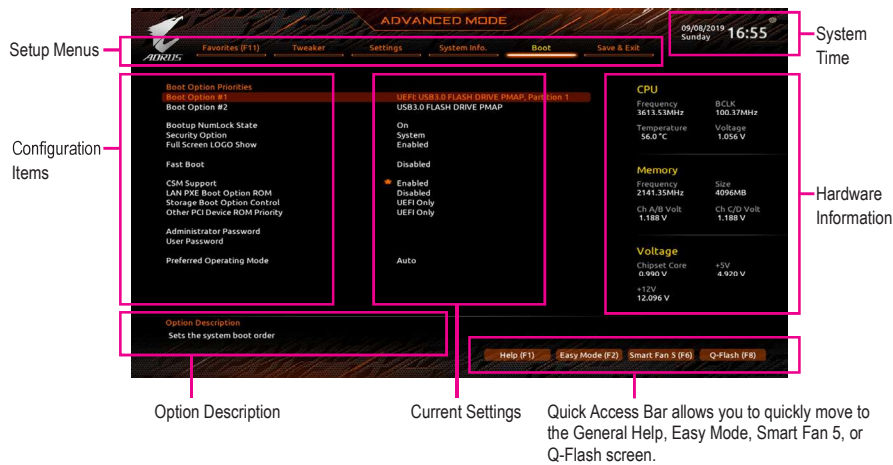 ADVANCED MODE
AORUS
Favorites (F11) Tweaker Settings System Info. Boot Save & Exit
09/08/2019 Sunday 16:55
Setup Menus
System Time
Configuration Items
Boot Option Priorities
Boot Option #1 UEFI: USB3.0 FLASH DRIVE PMAP, Partition 1
Boot Option #2 USB3.0 FLASH DRIVE PMAP
Bootup NumLock State On
Security Option System
Full Screen LOGO Show Enabled
Fast Boot Disabled
CSM Support Enabled
LAN PXE Boot Option ROM Disabled
Storage Boot Option Control UEFI Only
Other PCI Device ROM Priority UEFI Only
Administrator Password
User Password
Preferred Operating Mode Auto
CPU
Frequency BCLK
3613.53MHz 100.37MHz
Temperature Voltage
56.0 °C 1.056 V
Memory
Frequency Size
2141.35MHz 4096MB
Ch A/B Volt Ch C/D Volt
1.188 V 1.188 V
Voltage
Chipset Core +5V
0.990 V 4.920 V
+12V
12.096 V
Hardware Information
Option Description
Sets the system boot order
Help (F1) Easy Mode (F2) Smart Fan 5 (F6) Q-Flash (F8)
Option Description
Current Settings
Quick Access Bar allows you to quickly move to
the General Help, Easy Mode, Smart Fan 5, or
Q-Flash screen.